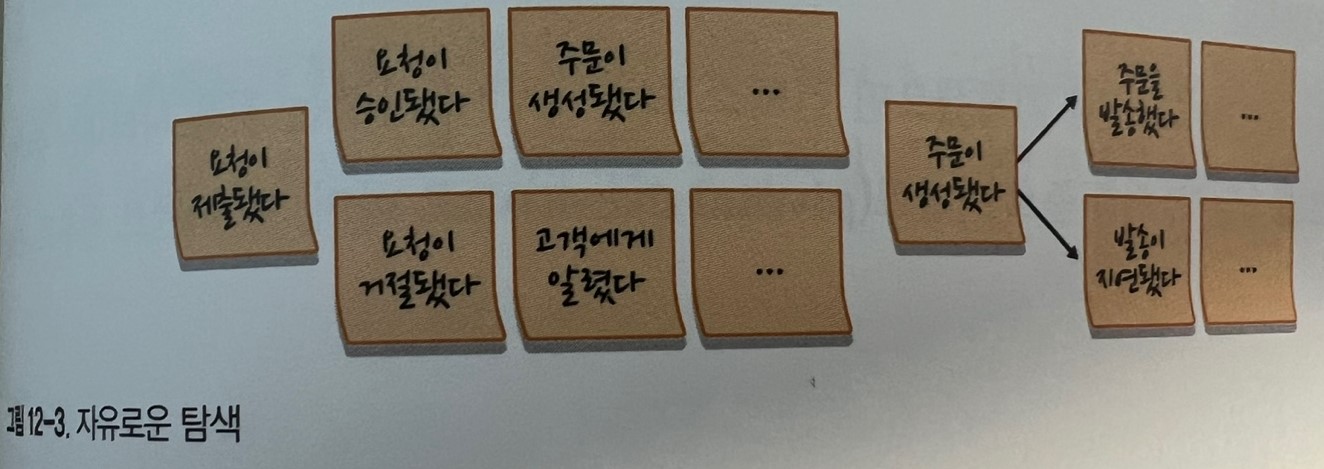 요청이
제출됐다
요청이
승인됐다
주문이
생성됐다
...
요청이
거절됐다
고객에게
알렸다
...
주문이
생성됐다
주문을
발송했다
...
발송이
지연됐다
...
그림 12-3. 자유로운 탐색